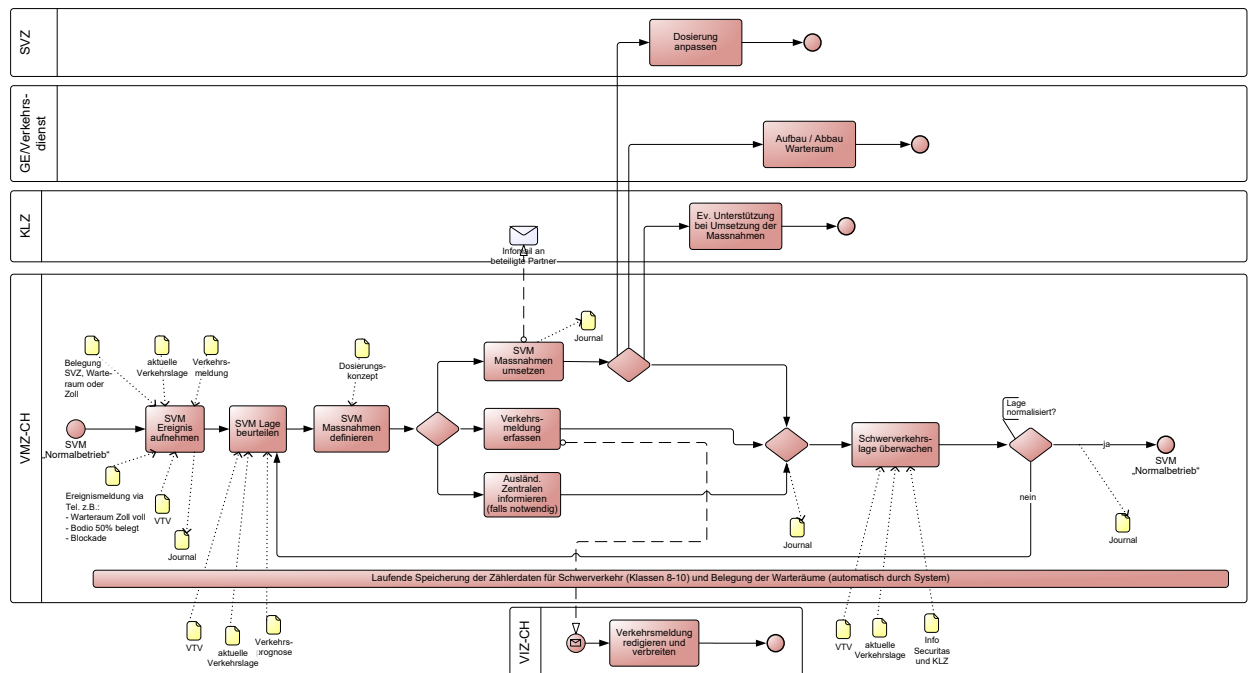 SVZ
Dosierung
anpassen
GE/Verkehrs-
dienst
Aufbau / Abbau
Warteraum
KLZ
Ev. Unterstützung
bei Umsetzung der
Massnahmen
Infomail an
beteiligte Partner
VMZ-CH
Belegung
SVZ, Warte-
raum oder
Zoll
aktuelle
Verkehrslage
Verkehrs-
meldung
Dosierungs-
konzept
Journal
SVM
Massnahmen
umsetzen
SVM
„Normalbetrieb“
SVM
Ereignis
aufnehmen
SVM Lage
beurteilen
SVM
Massnahmen
definieren
Verkehrs-
meldung
erfassen
Ausländ.
Zentralen
informieren
(falls notwendig)
Schwerverkehrs-
lage überwachen
Lage
normalisiert?
ja
nein
SVM
„Normalbetrieb“
Ereignismeldung via
Tel. z.B.:
- Warteraum Zoll voll
- Bodio 50% belegt
- Blockade
VTV
Journal
Journal
Journal
Laufende Speicherung der Zählerdaten für Schwerverkehr (Klassen 8-10) und Belegung der Warteräume (automatisch durch System)
VTV
aktuelle
Verkehrslage
Verkehrs-
prognose
VTV
aktuelle
Verkehrslage
Info
Securitas
und KLZ
VIZ-CH
Verkehrsmeldung
redigieren und
verbreiten